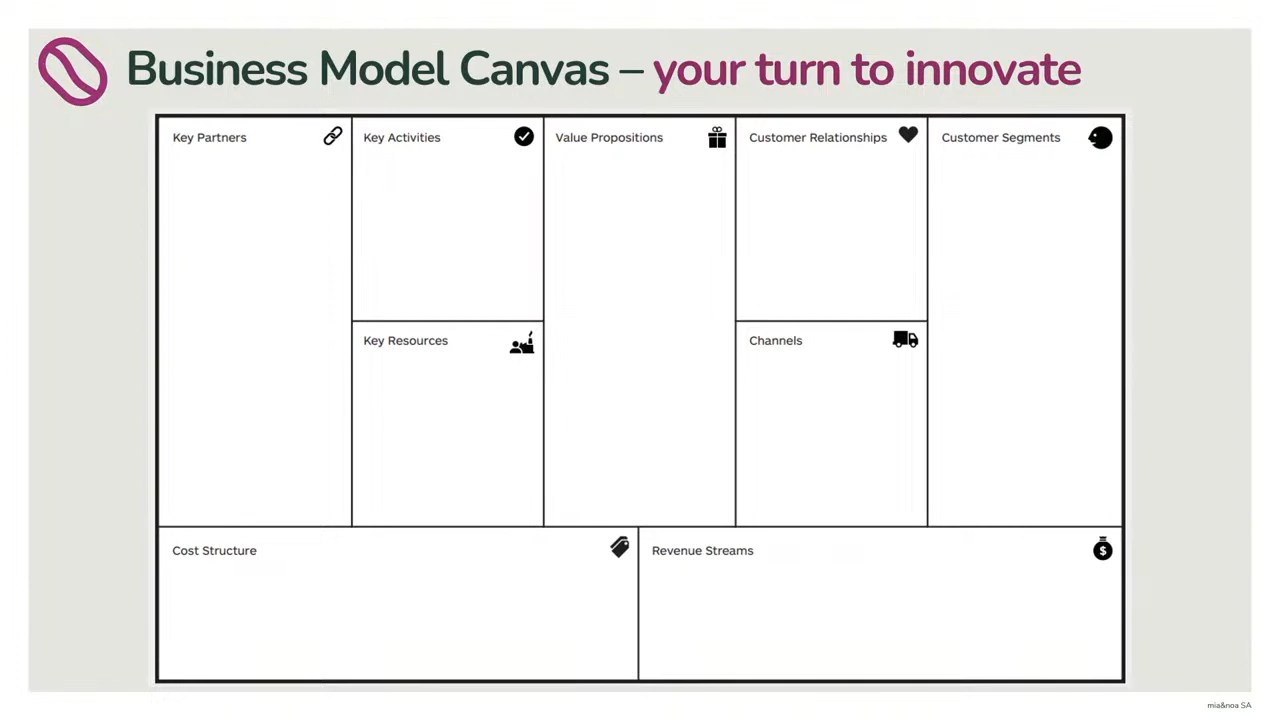 Business Model Canvas – your turn to innovate
Key Partners
Key Activities
Value Propositions
Customer Relationships
Customer Segments
Key Resources
Channels
Cost Structure
Revenue Streams
$
mia&noa SA